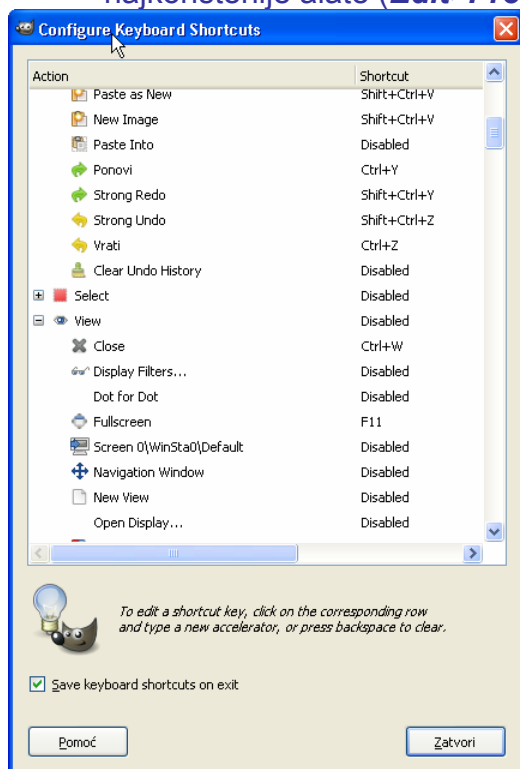 najkorištenije alate (Edit
Configure Keyboard Shortcuts
Action Shortcut
Paste as New Shift+Ctrl+V
New Image Shift+Ctrl+V
Paste Into Disabled
Ponovi Ctrl+Y
Strong Redo Shift+Ctrl+Y
Strong Undo Shift+Ctrl+Z
Vrati Ctrl+Z
Clear Undo History Disabled
Select Disabled
View Disabled
Close Ctrl+W
Display Filters... Disabled
Dot for Dot Disabled
Fullscreen F11
Screen 0\WinSta0\Default Disabled
Navigation Window Disabled
New View Disabled
Open Display... Disabled
To edit a shortcut key, click on the corresponding row
and type a new accelerator, or press backspace to clear.
Save keyboard shortcuts on exit
Pomoć Zatvori